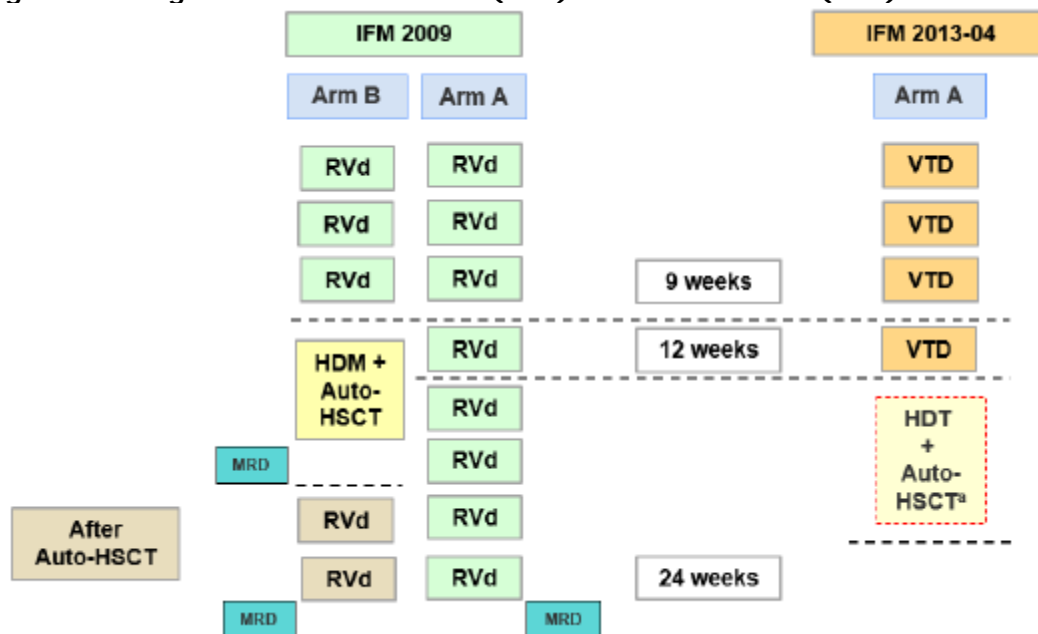 IFM 2009
IFM 2013-04
Arm B
Arm A
Arm A
RVd
RVd
VTD
RVd
RVd
VTD
RVd
RVd
9 weeks
VTD
RVd
12 weeks
VTD
HDM +
Auto-
HSCT
RVd
HDT
+
Auto-
HSCTª
RVd
MRD
After
Auto-HSCT
RVd
RVd
RVd
RVd
24 weeks
MRD
MRD